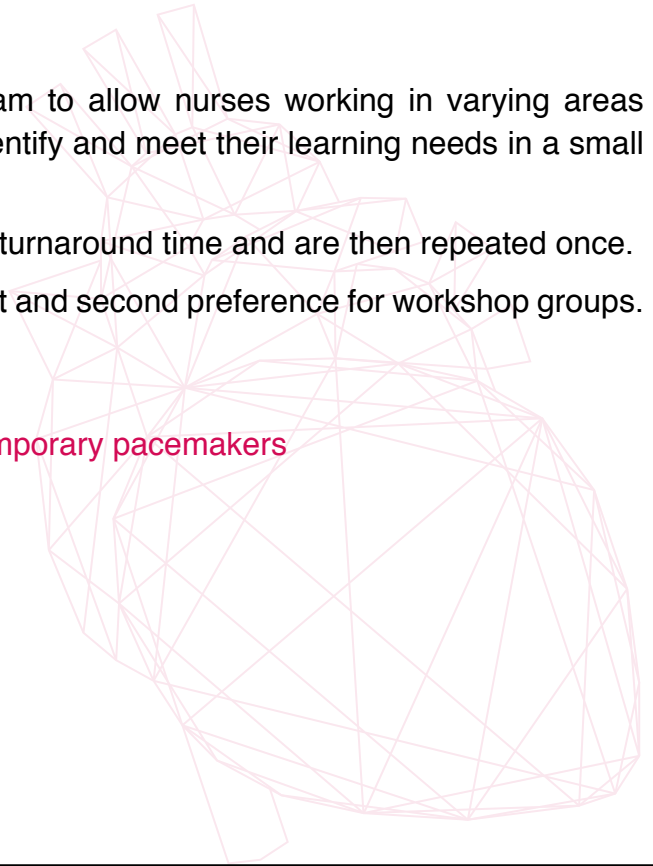 am to allow nurses working in varying areas
entify and meet their learning needs in a small
turnaround time and are then repeated once.
t and second preference for workshop groups.
mporary pacemakers